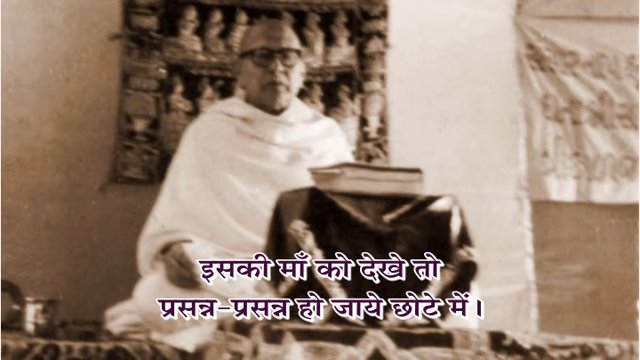 इसकी माँ को देखे तो
प्रसन्न-प्रसन्न हो जाये छोटे में।